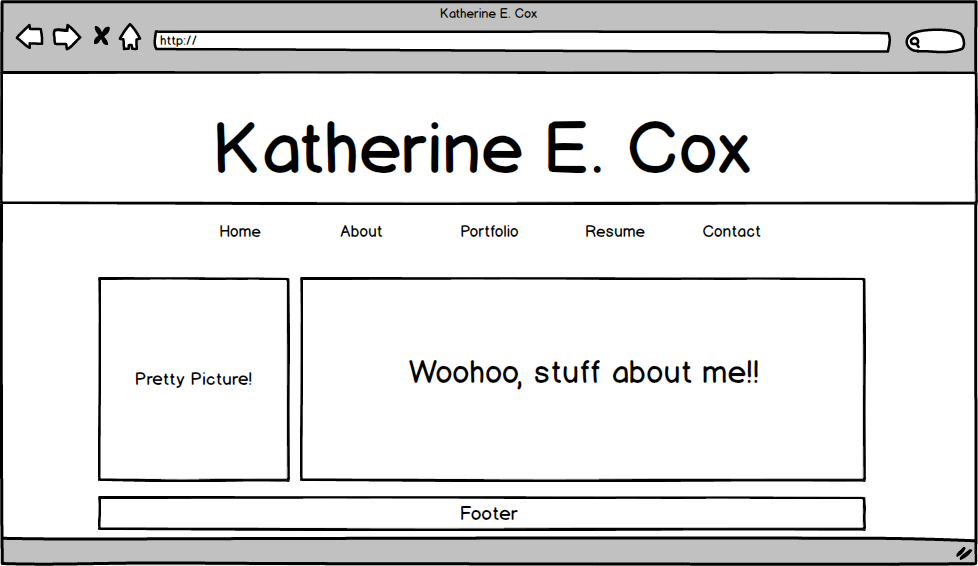 Katherine E. Cox
http://
Katherine E. Cox
Home About Portfolio Resume Contact
Pretty Picture!
Woohoo, stuff about me!!
Footer